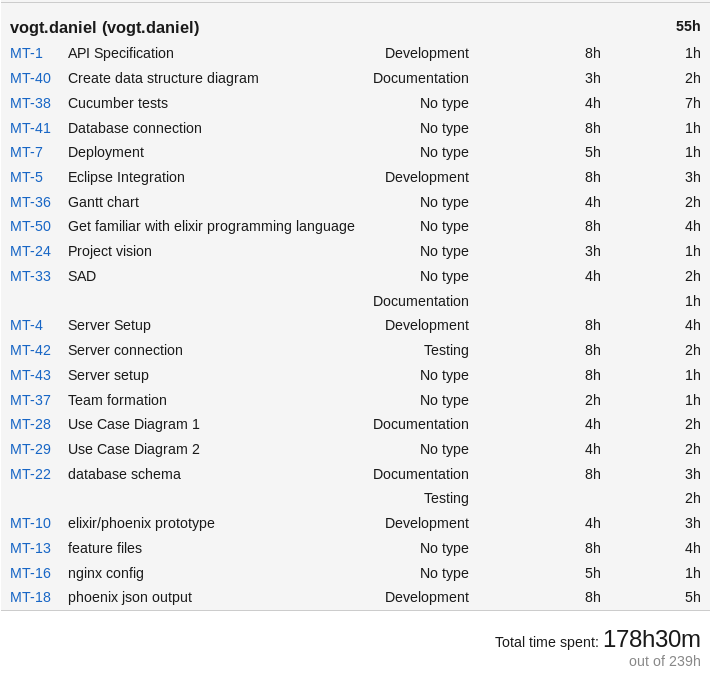 vogt.daniel (vogt.daniel) 55h
MT-1 API Specification Development 8h 1h
MT-40 Create data structure diagram Documentation 3h 2h
MT-38 Cucumber tests No type 4h 7h
MT-41 Database connection No type 8h 1h
MT-7 Deployment No type 5h 1h
MT-5 Eclipse Integration Development 8h 3h
MT-36 Gantt chart No type 4h 2h
MT-50 Get familiar with elixir programming language No type 8h 4h
MT-24 Project vision No type 3h 1h
MT-33 SAD No type 4h 2h
Documentation 1h
MT-4 Server Setup Development 8h 4h
MT-42 Server connection Testing 8h 2h
MT-43 Server setup No type 8h 1h
MT-37 Team formation No type 2h 1h
MT-28 Use Case Diagram 1 Documentation 4h 2h
MT-29 Use Case Diagram 2 No type 4h 2h
MT-22 database schema Documentation 8h 3h
Testing 2h
MT-10 elixir/phoenix prototype Development 4h 3h
MT-13 feature files No type 8h 4h
MT-16 nginx config No type 5h 1h
MT-18 phoenix json output Development 8h 5h
Total time spent: 178h30m
out of 239h